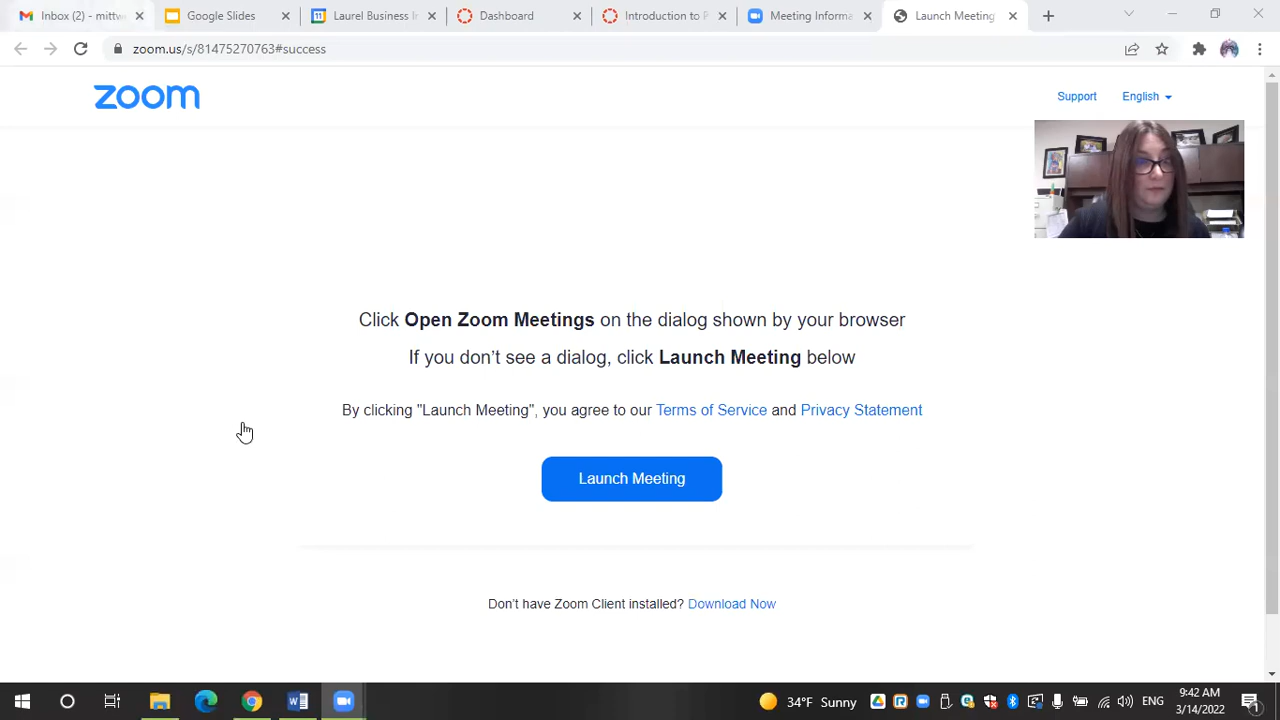 Inbox (2) - mittw
Google Slides
Laurel Business I
Dashboard
Introduction to P
Meeting Informa
Launch Meeting
zoom.us/s/81475270763#success
zoom
Support
English
Click Open Zoom Meetings on the dialog shown by your browser
If you don't see a dialog, click Launch Meeting below
By clicking "Launch Meeting", you agree to our Terms of Service and Privacy Statement
Launch Meeting
Don't have Zoom Client installed? Download Now
34°F Sunny
ENG
9:42 AM
3/14/2022